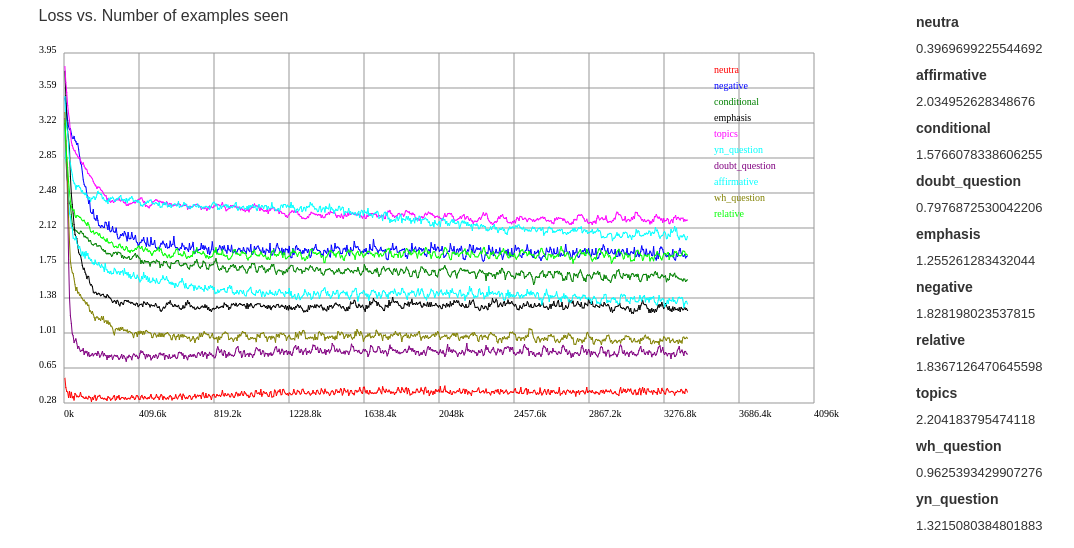 Loss vs. Number of examples seen
3.95
3.59
3.22
2.85
2.48
2.12
1.75
1.38
1.01
0.65
0.28
0k
409.6k
819.2k
1228.8k
1638.4k
2048k
2457.6k
2867.2k
3276.8k
3686.4k
4096k
neutra
negative
conditional
emphasis
topics
yn_question
doubt_question
affirmative
wh_question
relative
neutra
0.3969699225544692
affirmative
2.034952628348676
conditional
1.5766078338606255
doubt_question
0.7976872530042206
emphasis
1.255261283432044
negative
1.828198023537815
relative
1.8367126470645598
topics
2.204183795474118
wh_question
0.9625393429907276
yn_question
1.3215080384801883